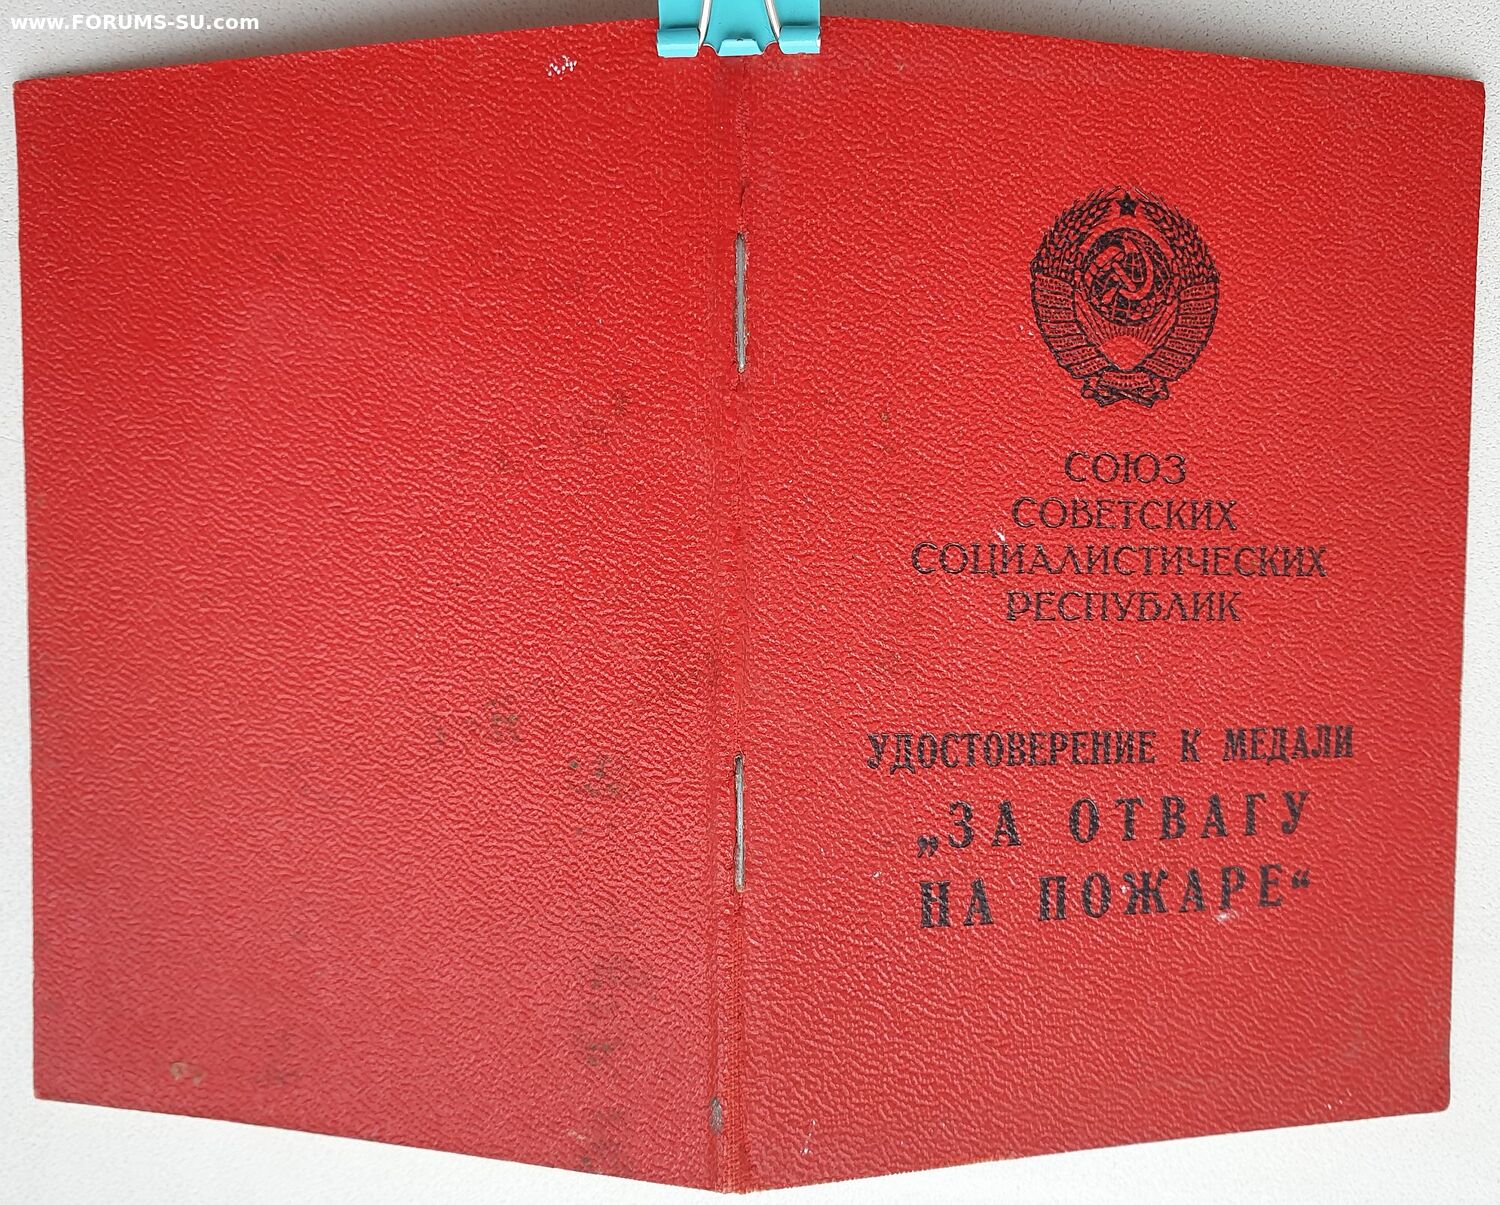 www.FORUMS-SU.com
СОЮЗ
СОВЕТСКИХ
СОЦИАЛИСТИЧЕСКИХ
РЕСПУБЛИК
УДОСТОВЕРЕНИЕ К МЕДАЛИ
„ЗА ОТВАГУ
НА ПОЖАРЕ“